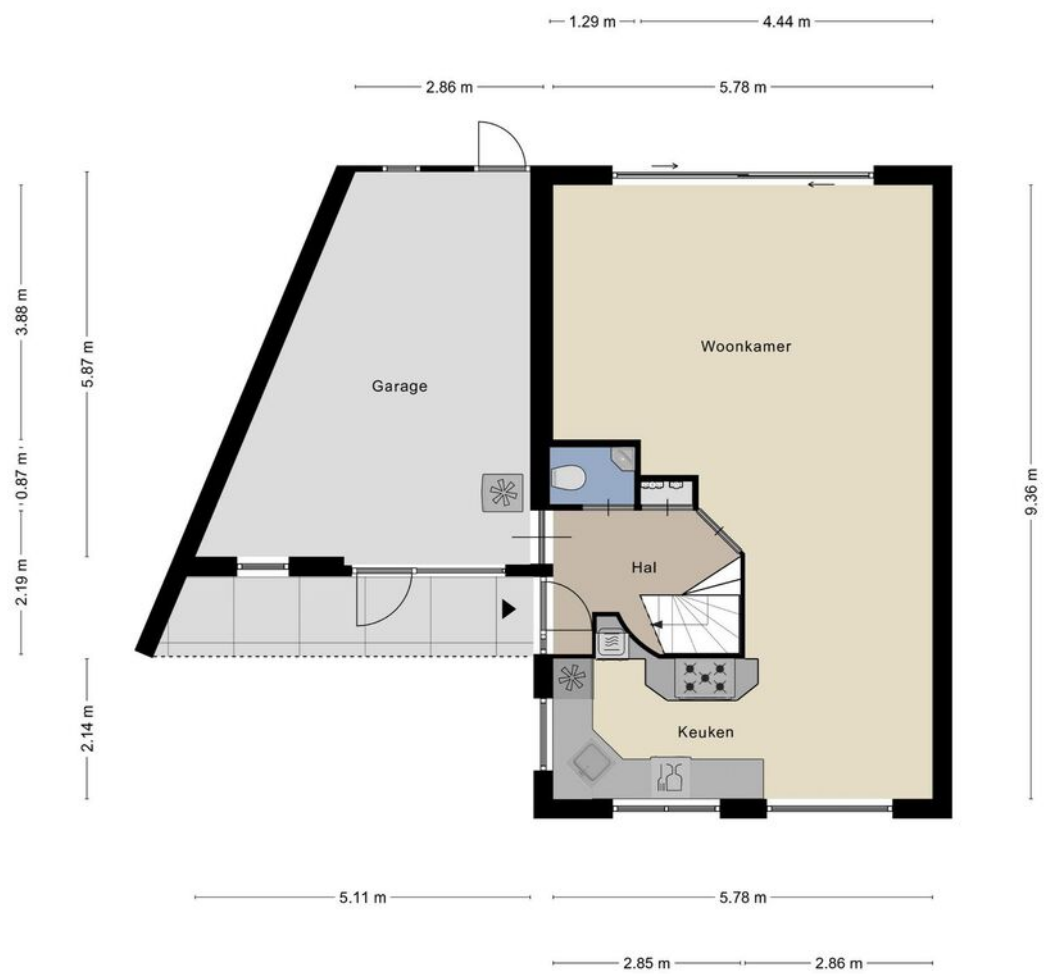 1.29 m
4.44 m
2.86 m
5.78 m
3.88 m
5.87 m
Woonkamer
Garage
0.87 m
9.36 m
Hal
2.19 m
2.14 m
Keuken
5.11 m
5.78 m
2.85 m
2.86 m